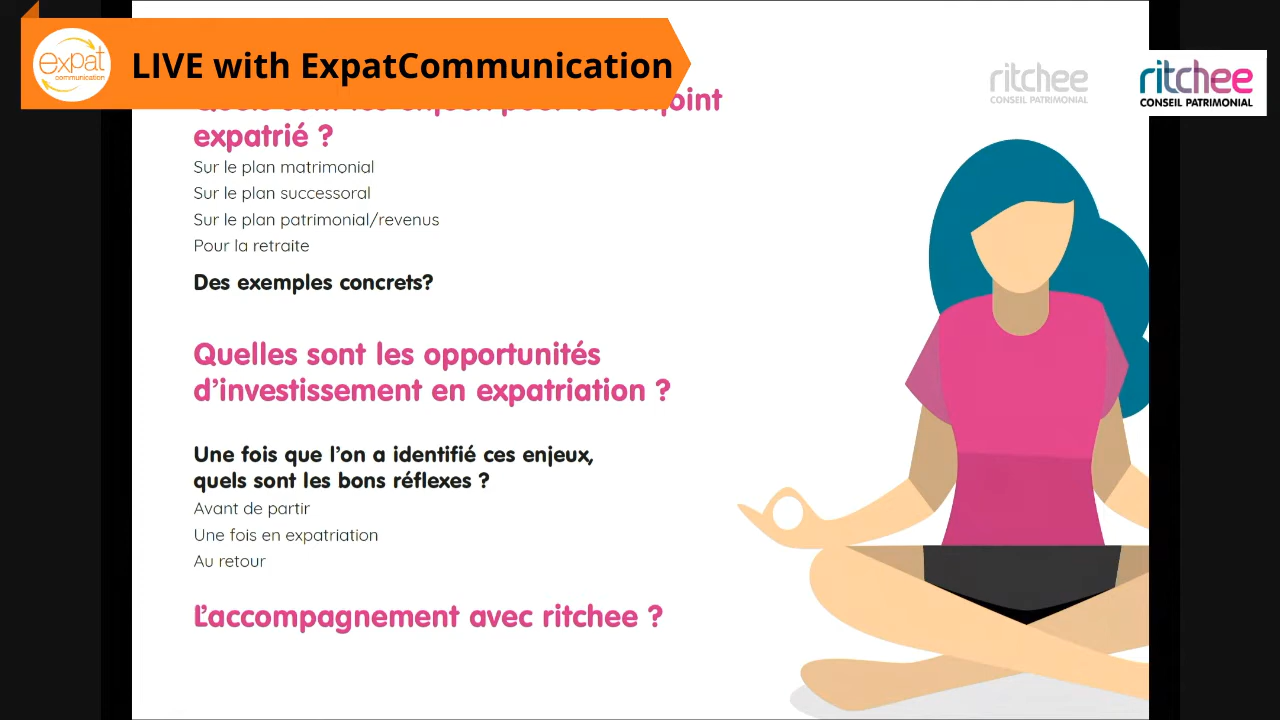 expat
communication
LIVE with ExpatCommunication
ritchee
CONSEIL PATRIMONIAL
ritchee
CONSEIL PATRIMONIAL
expatrié ?
Sur le plan matrimonial
Sur le plan successoral
Sur le plan patrimonial/revenus
Pour la retraite
Des exemples concrets?
Quelles sont les opportunités
d'investissement en expatriation ?
Une fois que l'on a identifié ces enjeux,
quels sont les bons réflexes ?
Avant de partir
Une fois en expatriation
Au retour
L'accompagnement avec ritchee ?